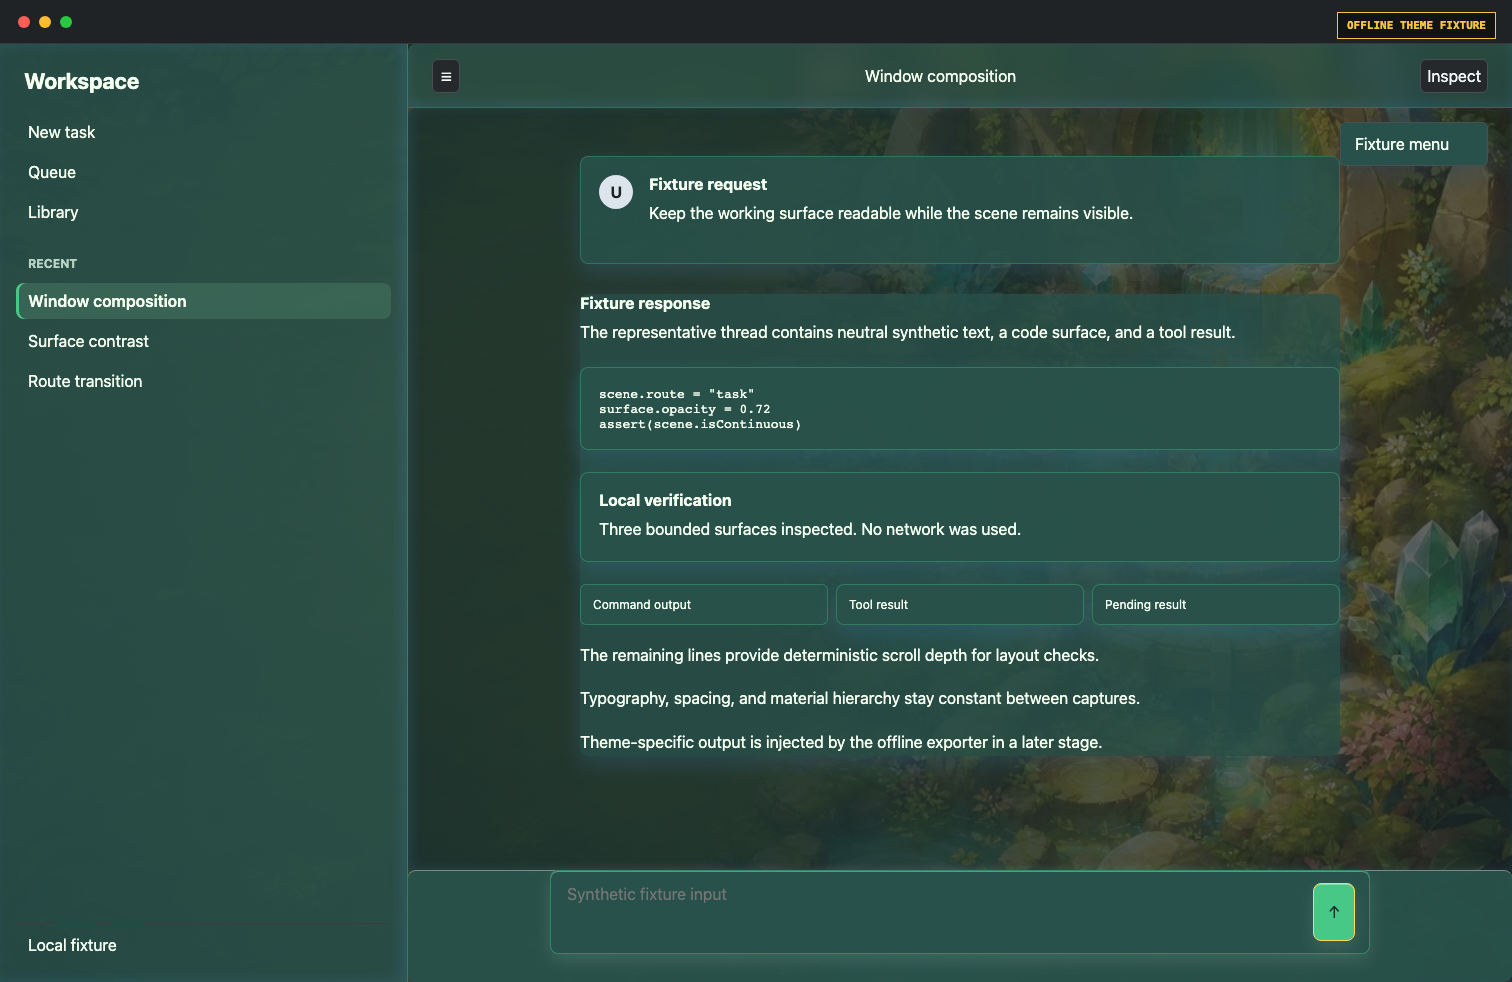 OFFLINE THEME FIXTURE
Workspace
New task
Queue
Library
RECENT
Window composition
Surface contrast
Route transition
Local fixture
Window composition
Inspect
Fixture menu
U
Fixture request
Keep the working surface readable while the scene remains visible.
Fixture response
The representative thread contains neutral synthetic text, a code surface, and a tool result.
scene.route = "task"
surface.opacity = 0.72
assert(scene.isContinuous)
Local verification
Three bounded surfaces inspected. No network was used.
Command output
Tool result
Pending result
The remaining lines provide deterministic scroll depth for layout checks.
Typography, spacing, and material hierarchy stay constant between captures.
Theme-specific output is injected by the offline exporter in a later stage.
Synthetic fixture input